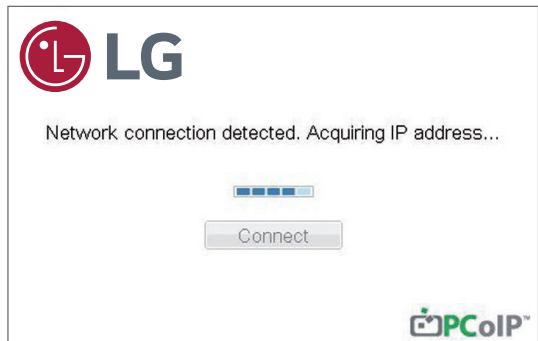 LG
Network connection detected. Acquiring IP address...
Connect
PCoIP™